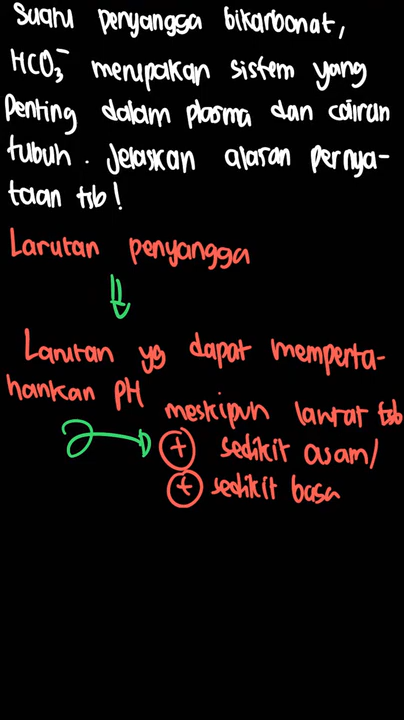 Suatu penyangga bikarbonat,
HCO₃⁻ merupakan sistem yang
penting dalam plasma dan cairan
tubuh. Jelaskan alasan pernya-
taan tsb!
Larutan penyangga
Larutan yg dapat memperta-
hankan PH
meskipun larutan tsb
+ sedikit asam/
+ sedikit basa